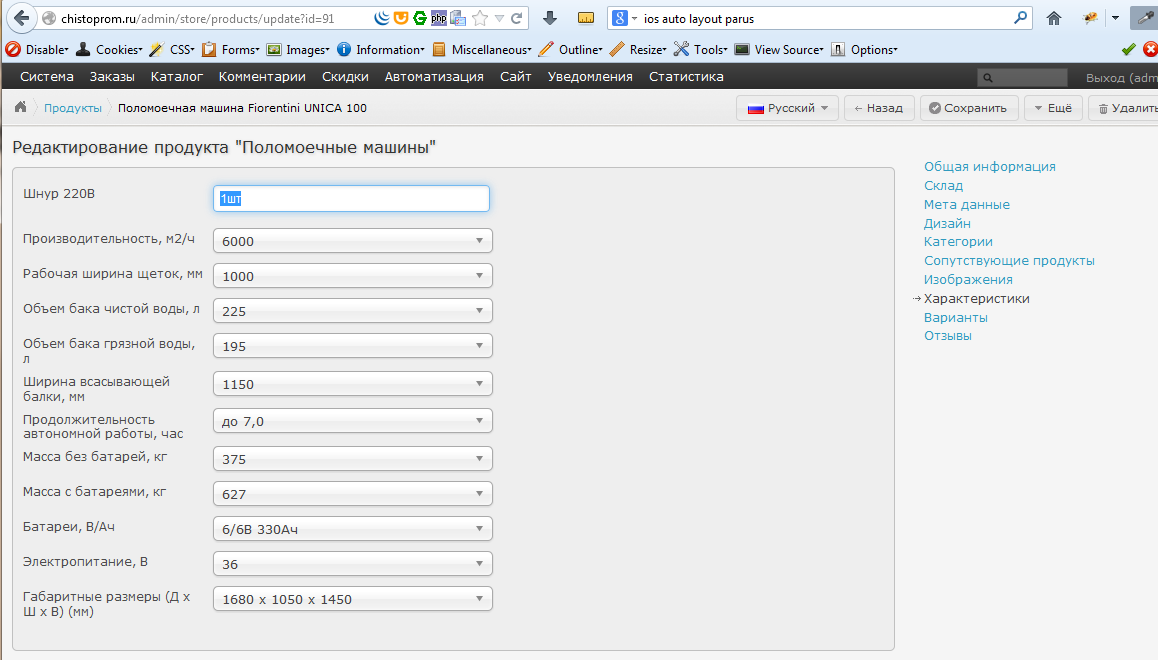 chistoprom.ru/admin/store/products/update?id=91
php
8
ios auto layout parus
Disable
Cookies
CSS
Forms
Images
Information
Miscellaneous
Outline
Resize
Tools
View Source
Options
Система Заказы Каталог Комментарии Скидки Автоматизация Сайт Уведомления Статистика
Выход (adm
Продукты
Поломоечная машина Fiorentini UNICA 100
Русский
← Назад
Сохранить
Ещё
Удалить
Редактирование продукта "Поломоечные машины"
Шнур 220В
1шт
Производительность, м2/ч
6000
Рабочая ширина щеток, мм
1000
Объем бака чистой воды, л
225
Объем бака грязной воды,
л
195
Ширина всасывающей
балки, мм
1150
Продолжительность
автономной работы, час
до 7,0
Масса без батарей, кг
375
Масса с батареями, кг
627
Батареи, В/Ач
6/6В 330Ач
Электропитание, В
36
Габаритные размеры (Д х
Ш х В) (мм)
1680 х 1050 х 1450
Общая информация
Склад
Мета данные
Дизайн
Категории
Сопутствующие продукты
Изображения
→ Характеристики
Варианты
Отзывы